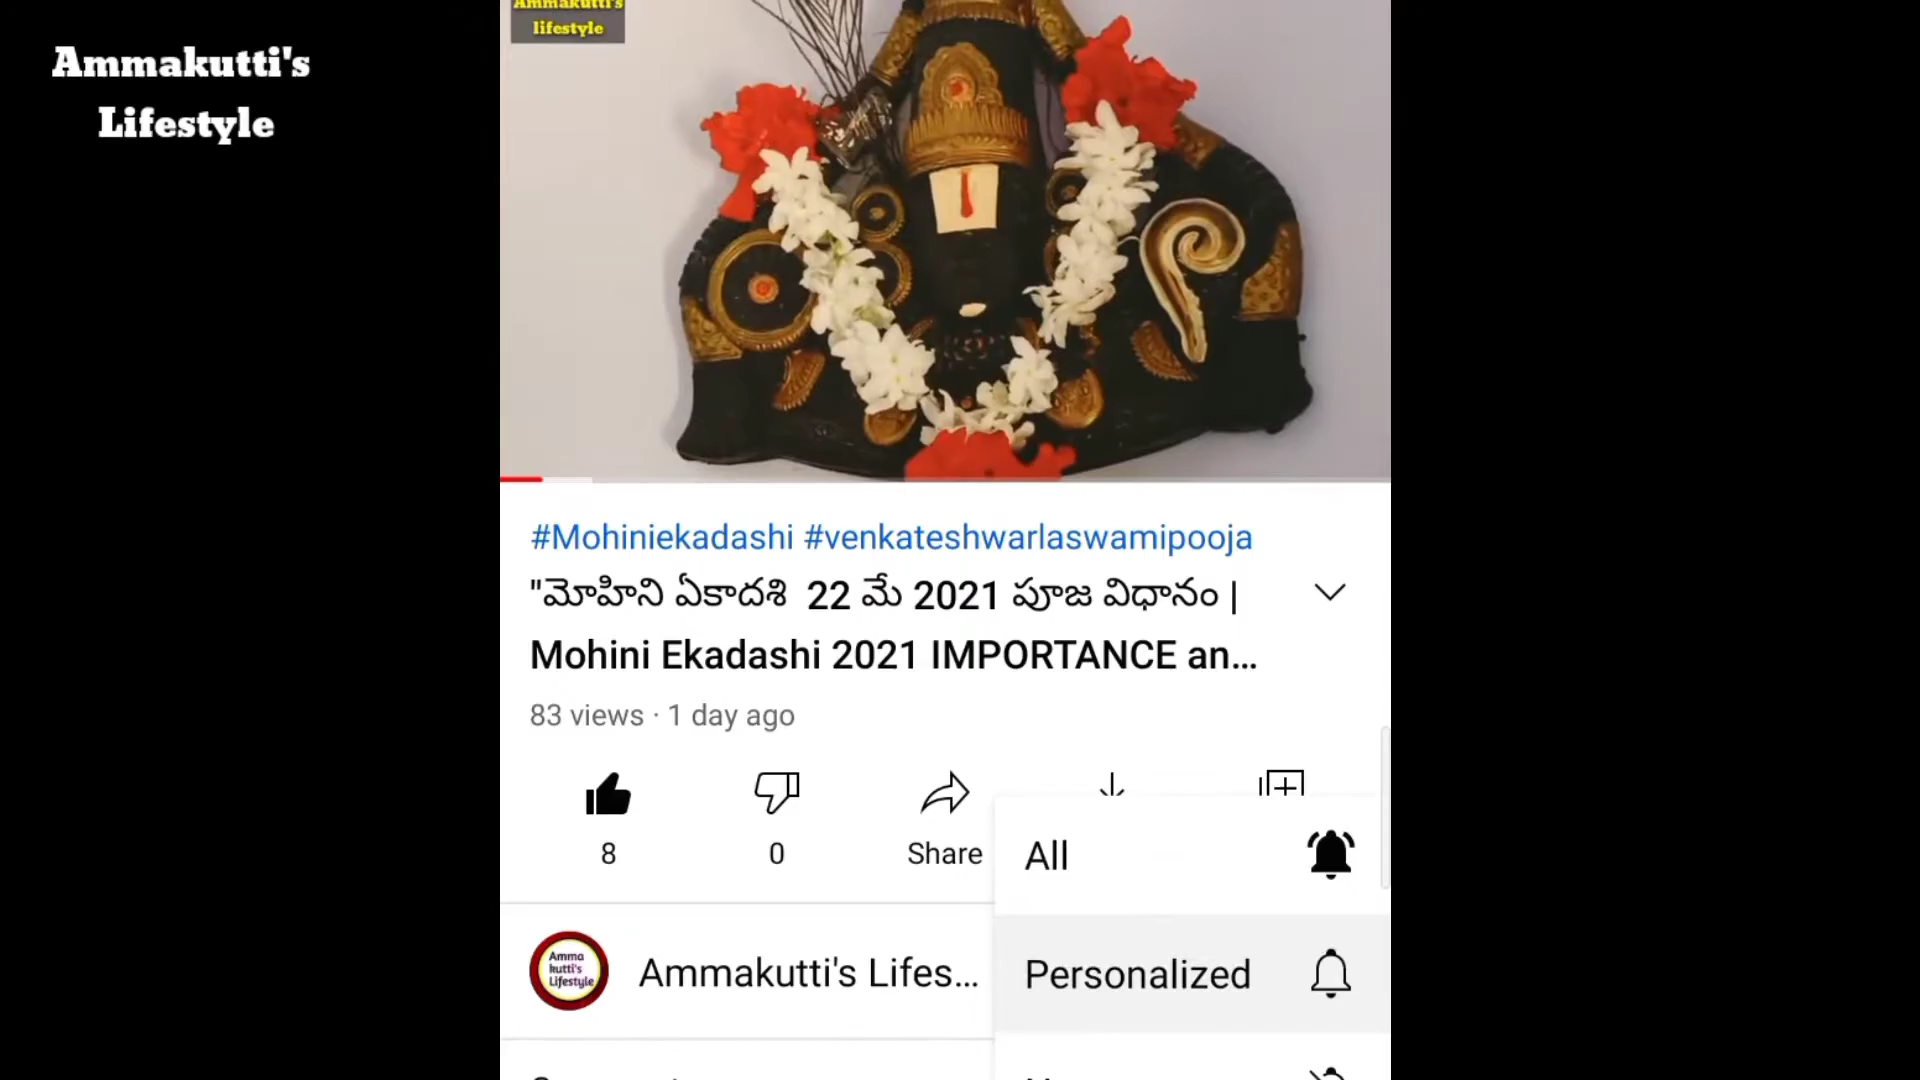 Ammakutti's
Lifestyle
Ammakutti's
lifestyle
#Mohiniekadashi #venkateshwarlaswamipooja
"మోహిని ఏకాదశి 22 మే 2021 పూజ విధానం |
Mohini Ekadashi 2021 IMPORTANCE an...
83 views · 1 day ago
8
0
Share
All
Amma
kutti's
Lifestyle
Ammakutti's Lifes...
Personalized